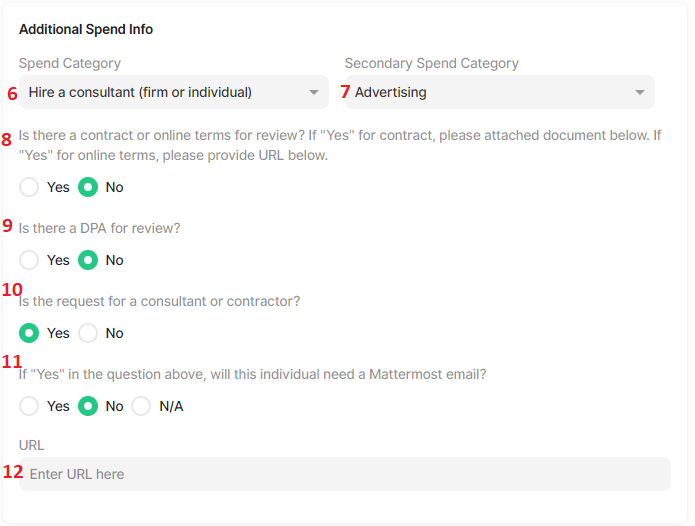 Additional Spend Info
Spend Category
Secondary Spend Category
6 Hire a consultant (firm or individual)
7 Advertising
8 Is there a contract or online terms for review? If "Yes" for contract, please attached document below. If
"Yes" for online terms, please provide URL below.
Yes No
9 Is there a DPA for review?
Yes No
10 Is the request for a consultant or contractor?
Yes No
11 If "Yes" in the question above, will this individual need a Mattermost email?
Yes No N/A
URL
12 Enter URL here